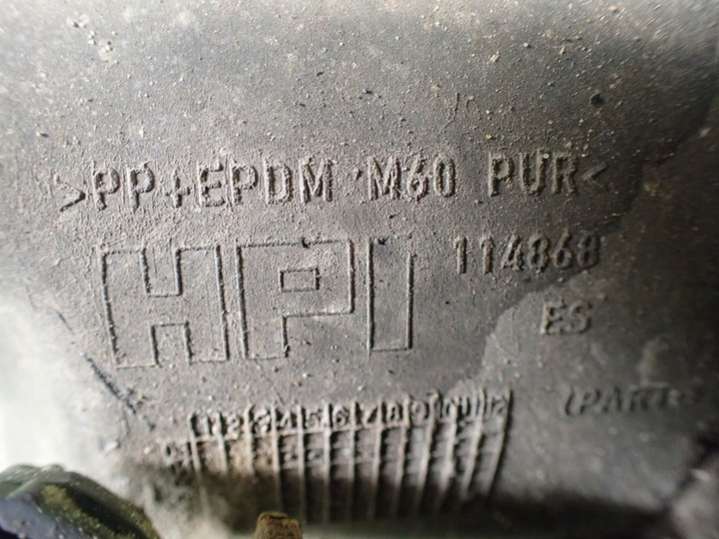 >PP+EPDM M60 PUR<
HPI 114868
ES
(PART
1 2 3 4 5 6 7 8 9 10 11 12